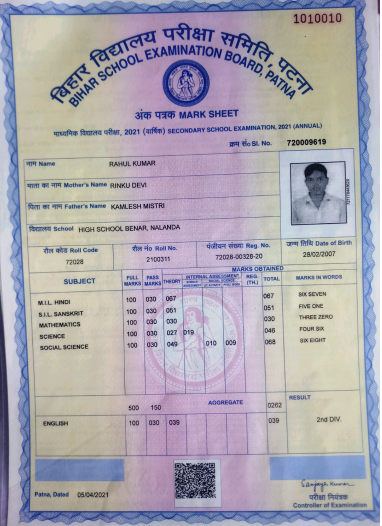 1010010
बिहार विद्यालय परीक्षा समिति, पटना
BIHAR SCHOOL EXAMINATION BOARD, PATNA
अंक पत्रक MARK SHEET
माध्यमिक विद्यालय परीक्षा, 2021 (वार्षिक) SECONDARY SCHOOL EXAMINATION, 2021 (ANNUAL)
क्रम सं० Sl. No. 720009619
नाम Name RAHUL KUMAR
माता का नाम Mother's Name RINKU DEVI
पिता का नाम Father's Name KAMLESH MISTRI
विद्यालय School HIGH SCHOOL BENAR, NALANDA
रौल कोड Roll Code रौल नं० Roll No. पंजीयन संख्या Reg. No. जन्म तिथि Date of Birth
72028 2100311 72028-00328-20 28/02/2007
MARKS OBTAINED
SUBJECT FULL MARKS PASS MARKS THEORY INTERNAL ASSESSMENT REG. (TH.) TOTAL MARKS IN WORDS
M.I.L. HINDI 100 030 067 067 SIX SEVEN
S.I.L. SANSKRIT 100 030 051 051 FIVE ONE
MATHEMATICS 100 030 030 030 THREE ZERO
SCIENCE 100 030 027 019 046 FOUR SIX
SOCIAL SCIENCE 100 030 049 010 009 068 SIX EIGHT
500 150 AGGREGATE 0262 RESULT
ENGLISH 100 030 039 039 2nd DIV.
Patna, Dated 05/04/2021
Sanjaya Kumar
परीक्षा नियंत्रक
Controller of Examination